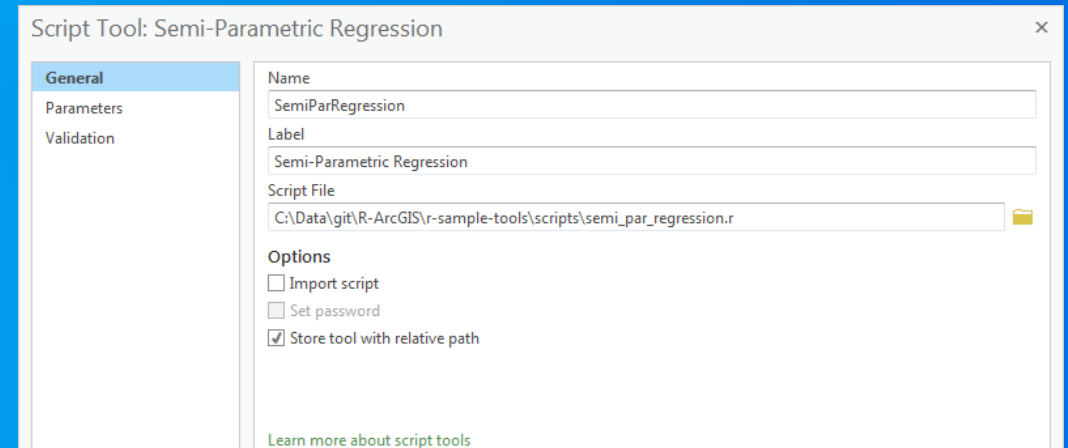 Script Tool: Semi-Parametric Regression
General
Parameters
Validation
Name
SemiParRegression
Label
Semi-Parametric Regression
Script File
C:\Data\git\R-ArcGIS\r-sample-tools\scripts\semi_par_regression.r
Options
Import script
Set password
Store tool with relative path
Learn more about script tools